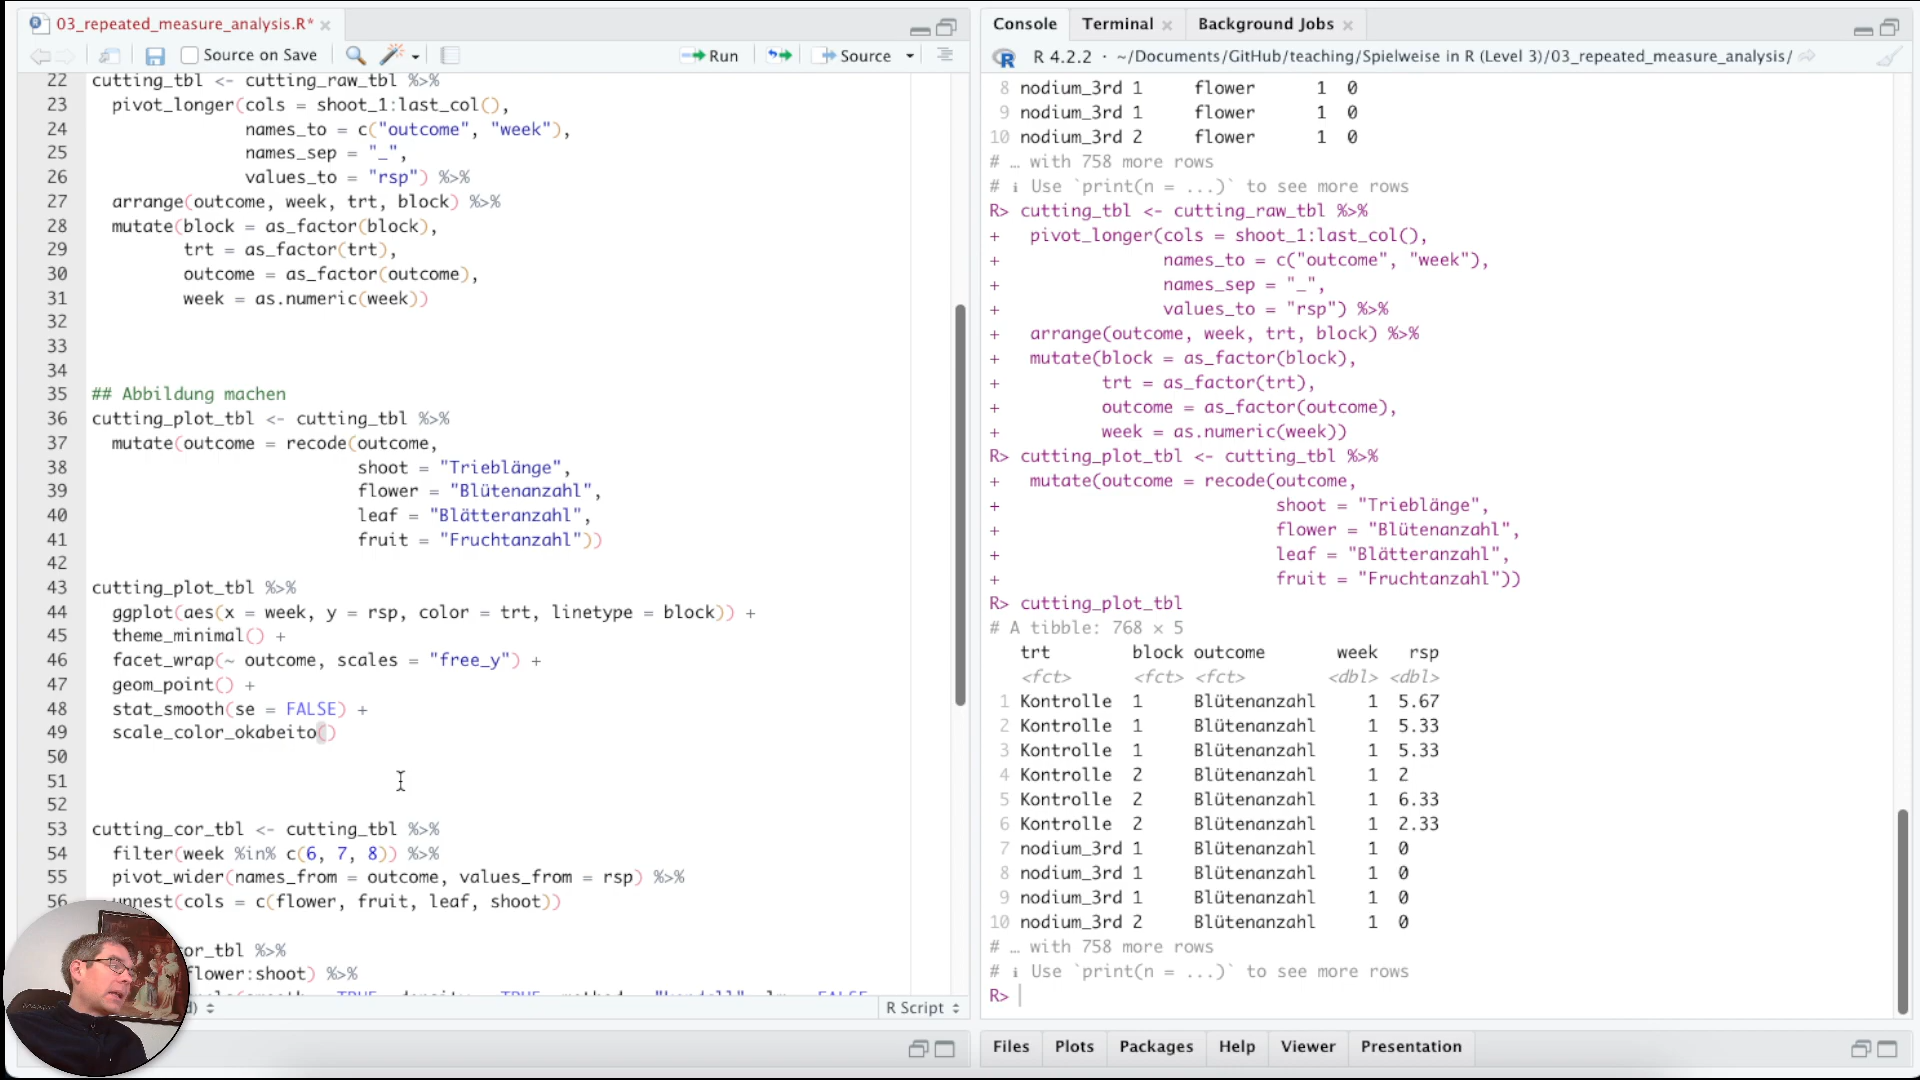 03_repeated_measure_analysis.R*
Source on Save
Run
Source
22 cutting_tbl <- cutting_raw_tbl %>%
23 pivot_longer(cols = shoot_1:last_col(),
24 names_to = c("outcome", "week"),
25 names_sep = "_",
26 values_to = "rsp") %>%
27 arrange(outcome, week, trt, block) %>%
28 mutate(block = as_factor(block),
29 trt = as_factor(trt),
30 outcome = as_factor(outcome),
31 week = as.numeric(week))
32
33
34
35 ## Abbildung machen
36 cutting_plot_tbl <- cutting_tbl %>%
37 mutate(outcome = recode(outcome,
38 shoot = "Trieblänge",
39 flower = "Blütenanzahl",
40 leaf = "Blätteranzahl",
41 fruit = "Fruchtanzahl"))
42
43 cutting_plot_tbl %>%
44 ggplot(aes(x = week, y = rsp, color = trt, linetype = block)) +
45 theme_minimal() +
46 facet_wrap(~ outcome, scales = "free_y") +
47 geom_point() +
48 stat_smooth(se = FALSE) +
49 scale_color_okabeito()
50
51
52
53 cutting_cor_tbl <- cutting_tbl %>%
54 filter(week %in% c(6, 7, 8)) %>%
55 pivot_wider(names_from = outcome, values_from = rsp) %>%
56 unnest(cols = c(flower, fruit, leaf, shoot))
cor_tbl %>%
flower:shoot) %>%
R Script
Console
Terminal
Background Jobs
R 4.2.2 · ~/Documents/GitHub/teaching/Spielweise in R (Level 3)/03_repeated_measure_analysis/
8 nodium_3rd 1 flower 1 0
9 nodium_3rd 1 flower 1 0
10 nodium_3rd 2 flower 1 0
# … with 758 more rows
# ℹ Use `print(n = ...)` to see more rows
R> cutting_tbl <- cutting_raw_tbl %>%
+ pivot_longer(cols = shoot_1:last_col(),
+ names_to = c("outcome", "week"),
+ names_sep = "_",
+ values_to = "rsp") %>%
+ arrange(outcome, week, trt, block) %>%
+ mutate(block = as_factor(block),
+ trt = as_factor(trt),
+ outcome = as_factor(outcome),
+ week = as.numeric(week))
R> cutting_plot_tbl <- cutting_tbl %>%
+ mutate(outcome = recode(outcome,
+ shoot = "Trieblänge",
+ flower = "Blütenanzahl",
+ leaf = "Blätteranzahl",
+ fruit = "Fruchtanzahl"))
R> cutting_plot_tbl
# A tibble: 768 × 5
trt block outcome week rsp
<fct> <fct> <fct> <dbl> <dbl>
1 Kontrolle 1 Blütenanzahl 1 5.67
2 Kontrolle 1 Blütenanzahl 1 5.33
3 Kontrolle 1 Blütenanzahl 1 5.33
4 Kontrolle 2 Blütenanzahl 1 2
5 Kontrolle 2 Blütenanzahl 1 6.33
6 Kontrolle 2 Blütenanzahl 1 2.33
7 nodium_3rd 1 Blütenanzahl 1 0
8 nodium_3rd 1 Blütenanzahl 1 0
9 nodium_3rd 1 Blütenanzahl 1 0
10 nodium_3rd 2 Blütenanzahl 1 0
# … with 758 more rows
# ℹ Use `print(n = ...)` to see more rows
R>
Files
Plots
Packages
Help
Viewer
Presentation